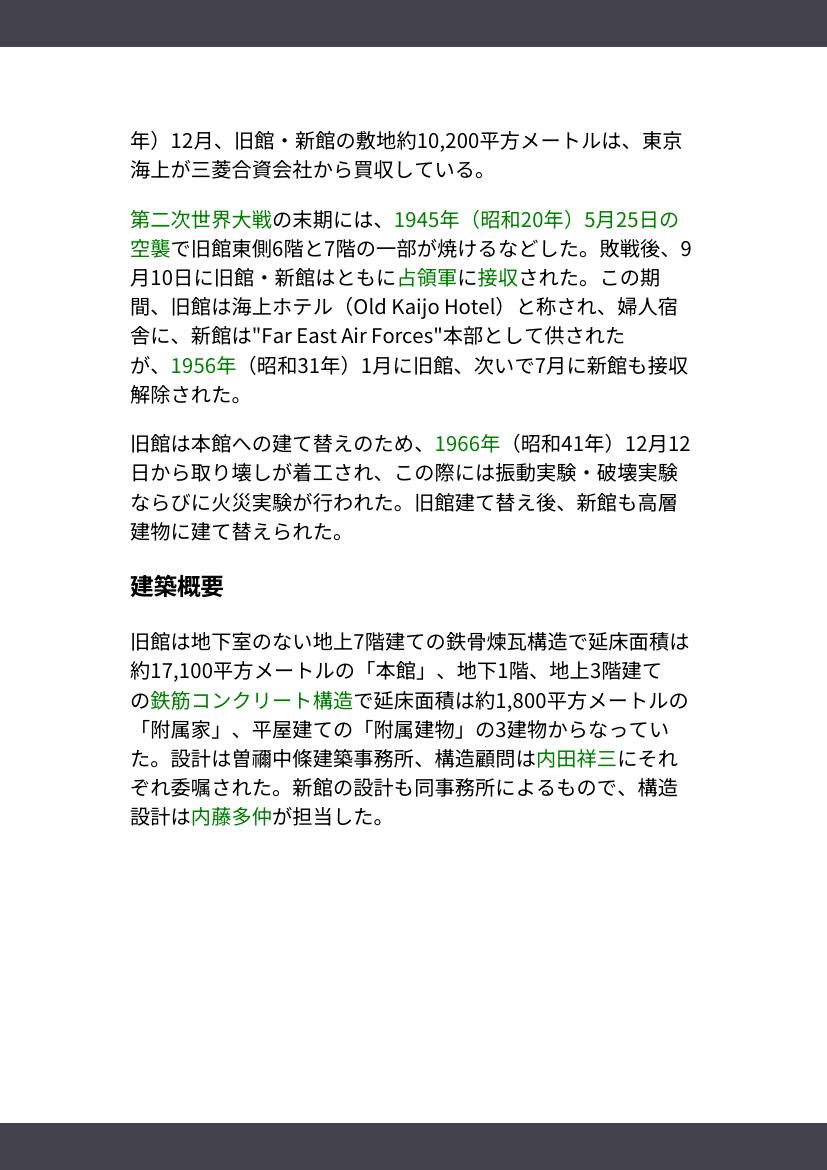 年）12月、旧館・新館の敷地約10,200平方メートルは、東京
海上が三菱合資会社から買収している。
第二次世界大戦の末期には、1945年（昭和20年）5月25日の
空襲で旧館東側6階と7階の一部が焼けるなどした。敗戦後、9
月10日に旧館・新館はともに占領軍に接収された。この期
間、旧館は海上ホテル（Old Kaijo Hotel）と称され、婦人宿
舎に、新館は"Far East Air Forces"本部として供された
が、1956年（昭和31年）1月に旧館、次いで7月に新館も接収
解除された。
旧館は本館への建て替えのため、1966年（昭和41年）12月12
日から取り壊しが着工され、この際には振動実験・破壊実験
ならびに火災実験が行われた。旧館建て替え後、新館も高層
建物に建て替えられた。
建築概要
旧館は地下室のない地上7階建ての鉄骨煉瓦構造で延床面積は
約17,100平方メートルの「本館」、地下1階、地上3階建て
の鉄筋コンクリート構造で延床面積は約1,800平方メートルの
「附属家」、平屋建ての「附属建物」の3建物からなってい
た。設計は曽禰中條建築事務所、構造顧問は内田祥三にそれ
ぞれ委嘱された。新館の設計も同事務所によるもので、構造
設計は内藤多仲が担当した。